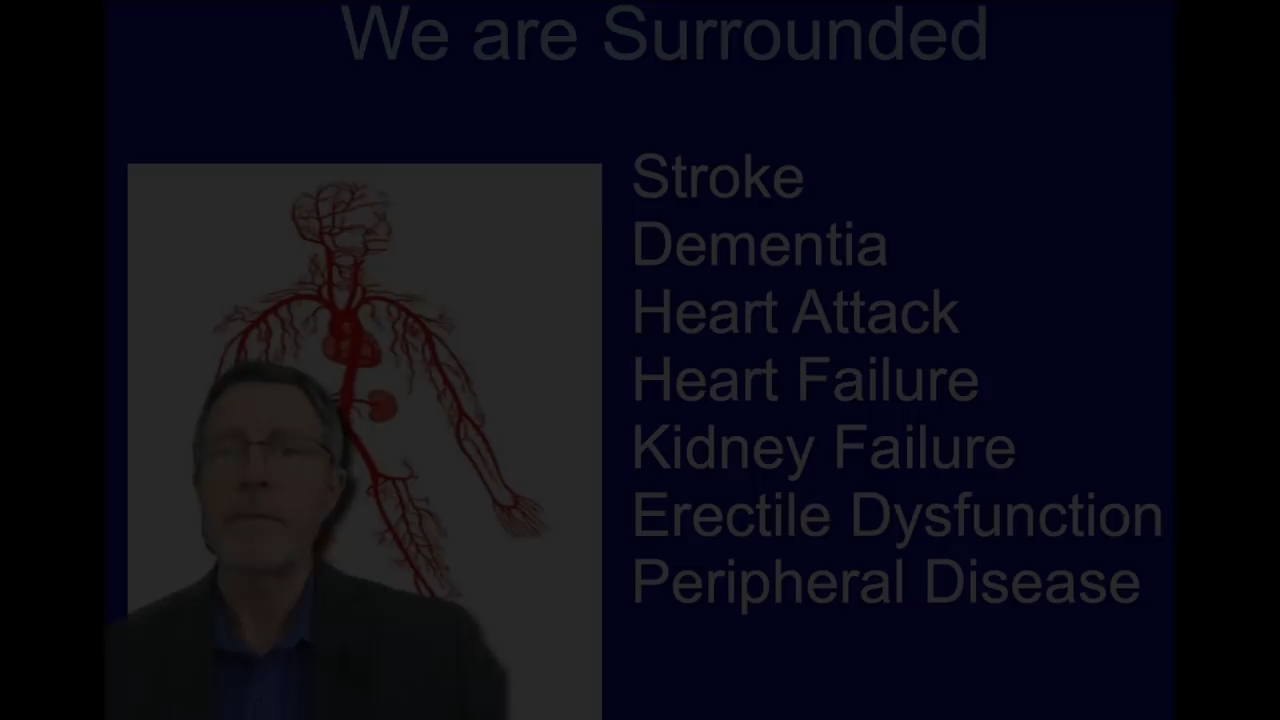 We are Surrounded
Stroke
Dementia
Heart Attack
Heart Failure
Kidney Failure
Erectile Dysfunction
Peripheral Disease